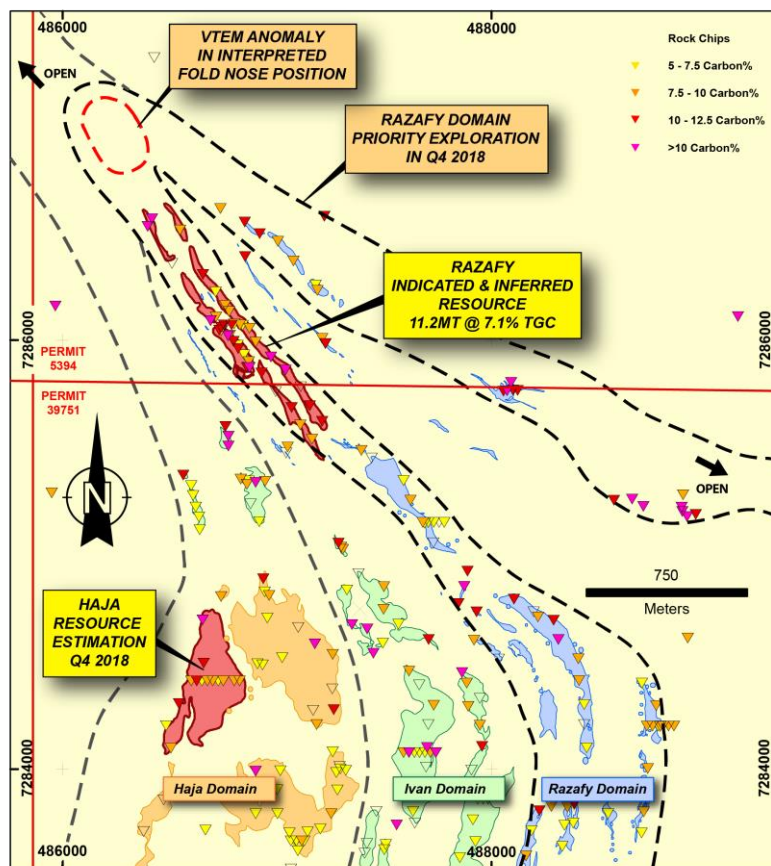 486000
488000
VTEM ANOMALY
IN INTERPRETED
FOLD NOSE POSITION
OPEN
Rock Chips
5 - 7.5 Carbon%
7.5 - 10 Carbon%
10 - 12.5 Carbon%
>10 Carbon%
RAZAFY DOMAIN
PRIORITY EXPLORATION
IN Q4 2018
RAZAFY
INDICATED & INFERRED
RESOURCE
11.2MT @ 7.1% TGC
7286000
7286000
PERMIT
5394
PERMIT
39751
N
OPEN
750
Meters
HAJA
RESOURCE
ESTIMATION
Q4 2018
7284000
7284000
Haja Domain
Ivan Domain
Razafy Domain
486000
488000